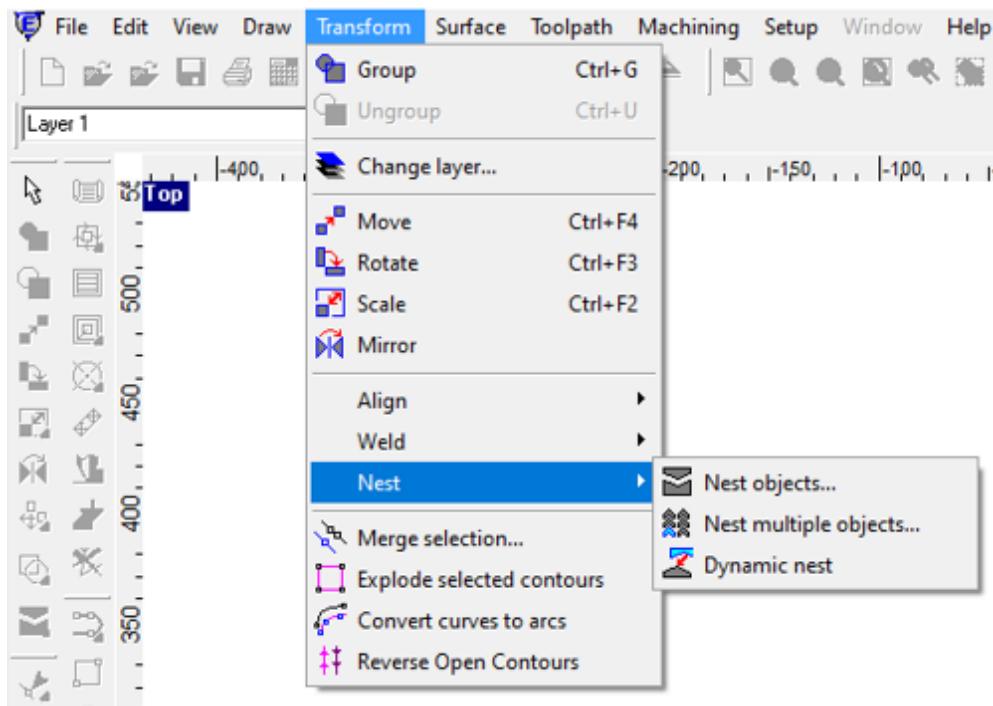 File Edit View Draw Transform Surface Toolpath Machining Setup Window Help
Layer 1
Group Ctrl+G
Ungroup Ctrl+U
Change layer...
-400 -200 -150 -100
Top
Move Ctrl+F4
Rotate Ctrl+F3
Scale Ctrl+F2
Mirror
Align
Weld
Nest
Nest objects...
Nest multiple objects...
Dynamic nest
Merge selection...
Explode selected contours
Convert curves to arcs
Reverse Open Contours
500
450
400
350